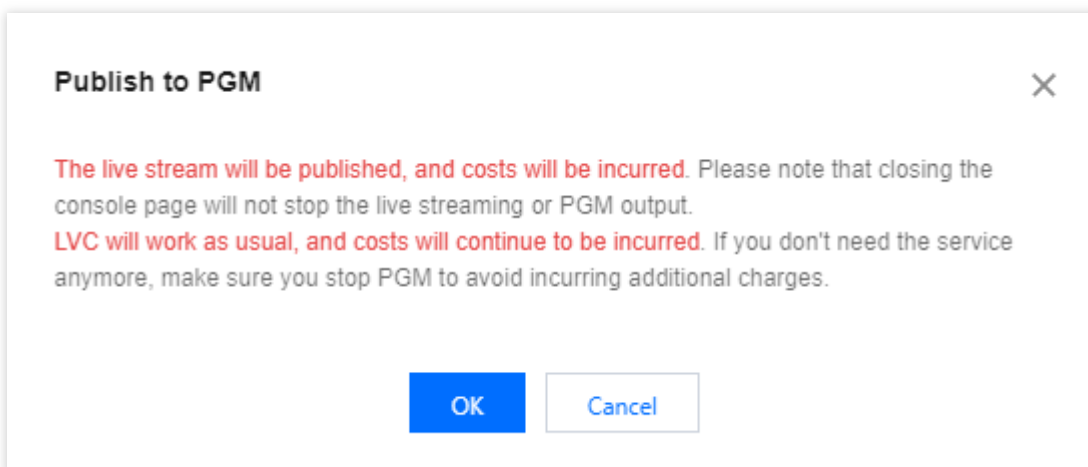 Publish to PGM
The live stream will be published, and costs will be incurred. Please note that closing the
console page will not stop the live streaming or PGM output.
LVC will work as usual, and costs will continue to be incurred. If you don't need the service
anymore, make sure you stop PGM to avoid incurring additional charges.
OK
Cancel